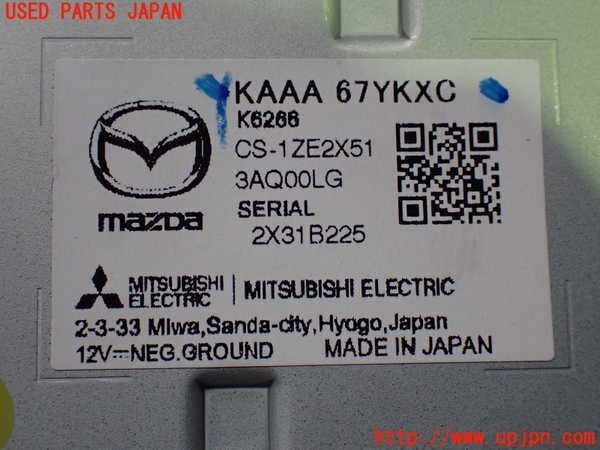 USED PARTS JAPAN
KAAA 67YKXC
K6266
CS-1ZE2X51
3AQ00LG
SERIAL
2X31B225
mazda
MITSUBISHI ELECTRIC
MITSUBISHI ELECTRIC
2-3-33 Miwa,Sanda-city,Hyogo,Japan
12V⎓NEG.GROUND MADE IN JAPAN
http://www.upjpn.com/